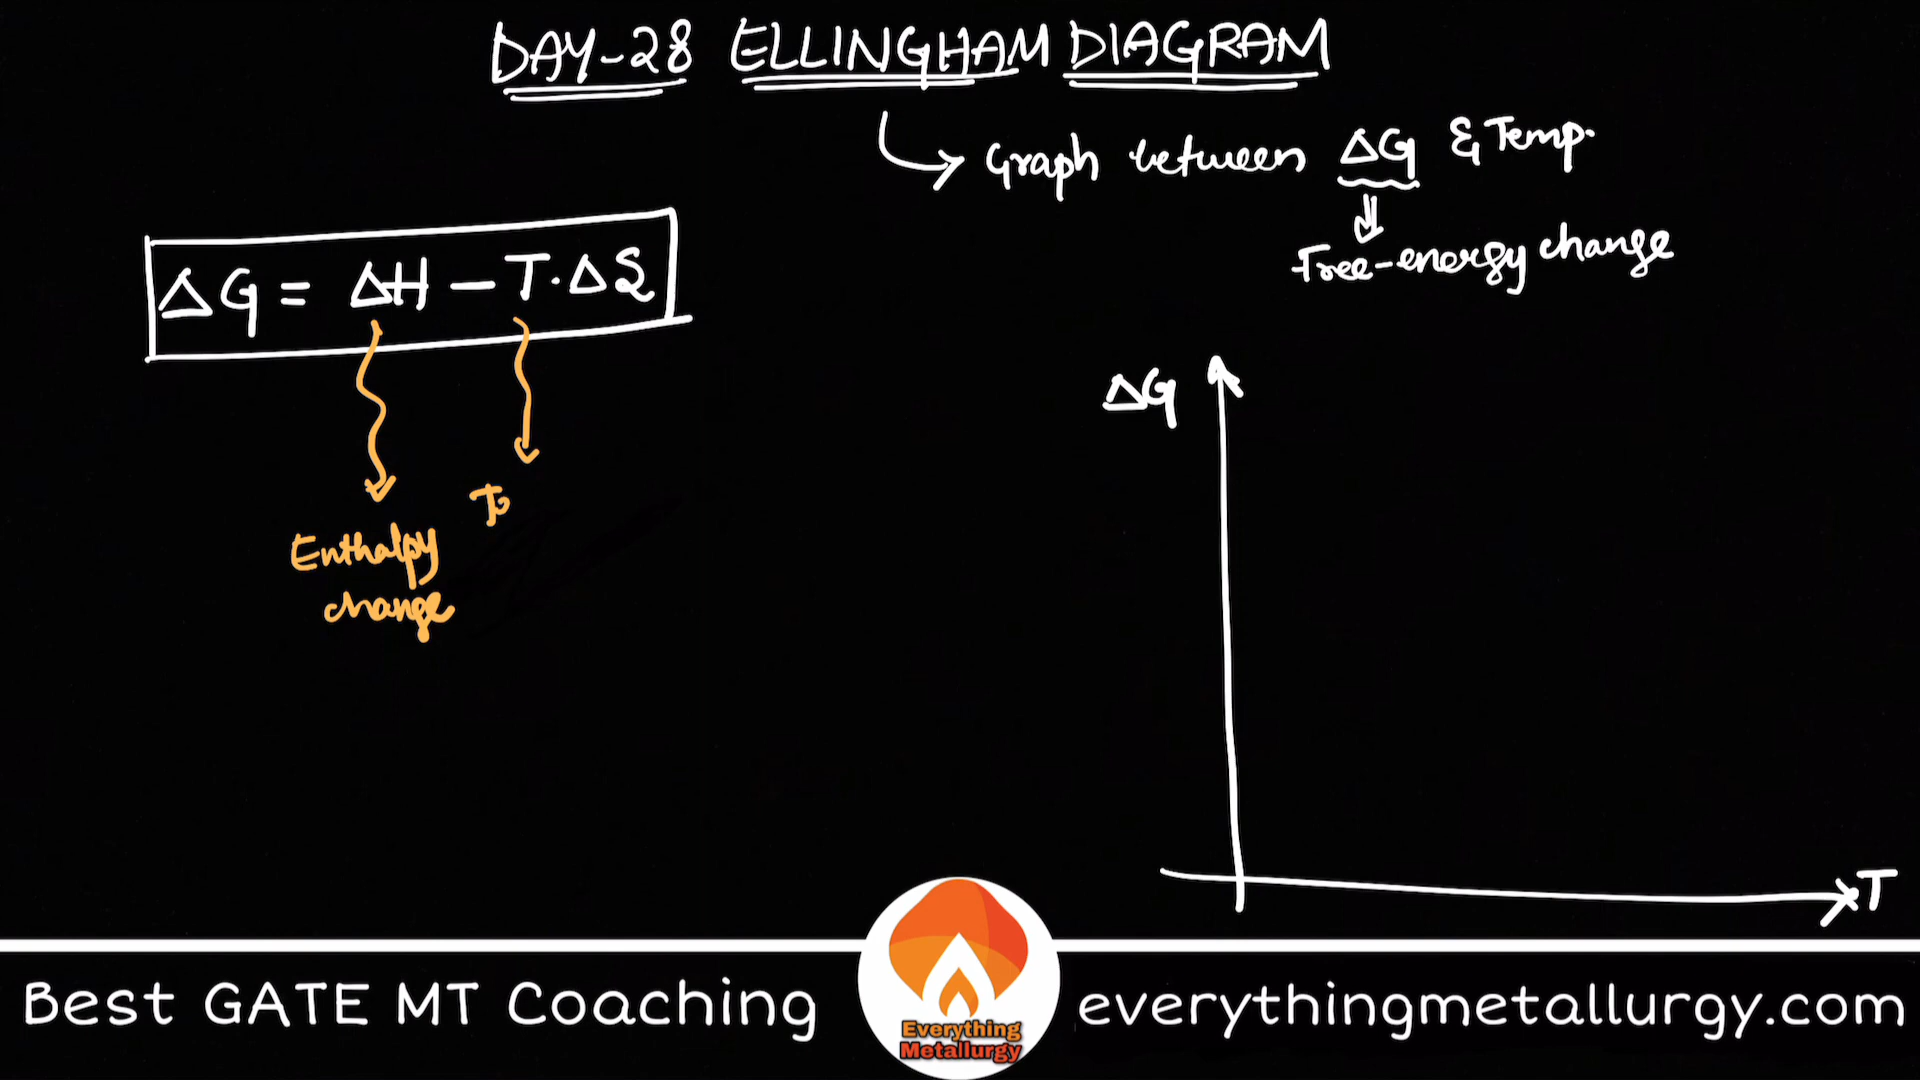 DAY-28 ELLINGHAM DIAGRAM
Graph between ΔG & Temp.
Free-energy change
ΔG = ΔH - T·ΔS
Enthalpy
change
ΔG
T
Best GATE MT Coaching
Everything
Metallurgy
everythingmetallurgy.com